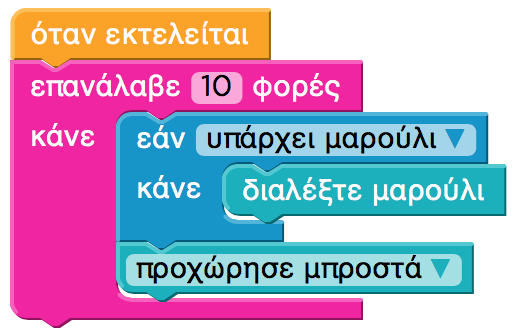 όταν εκτελείται
επανάλαβε 10 φορές
κάνε εάν υπάρχει μαρούλι
κάνε διαλέξτε μαρούλι
προχώρησε μπροστά